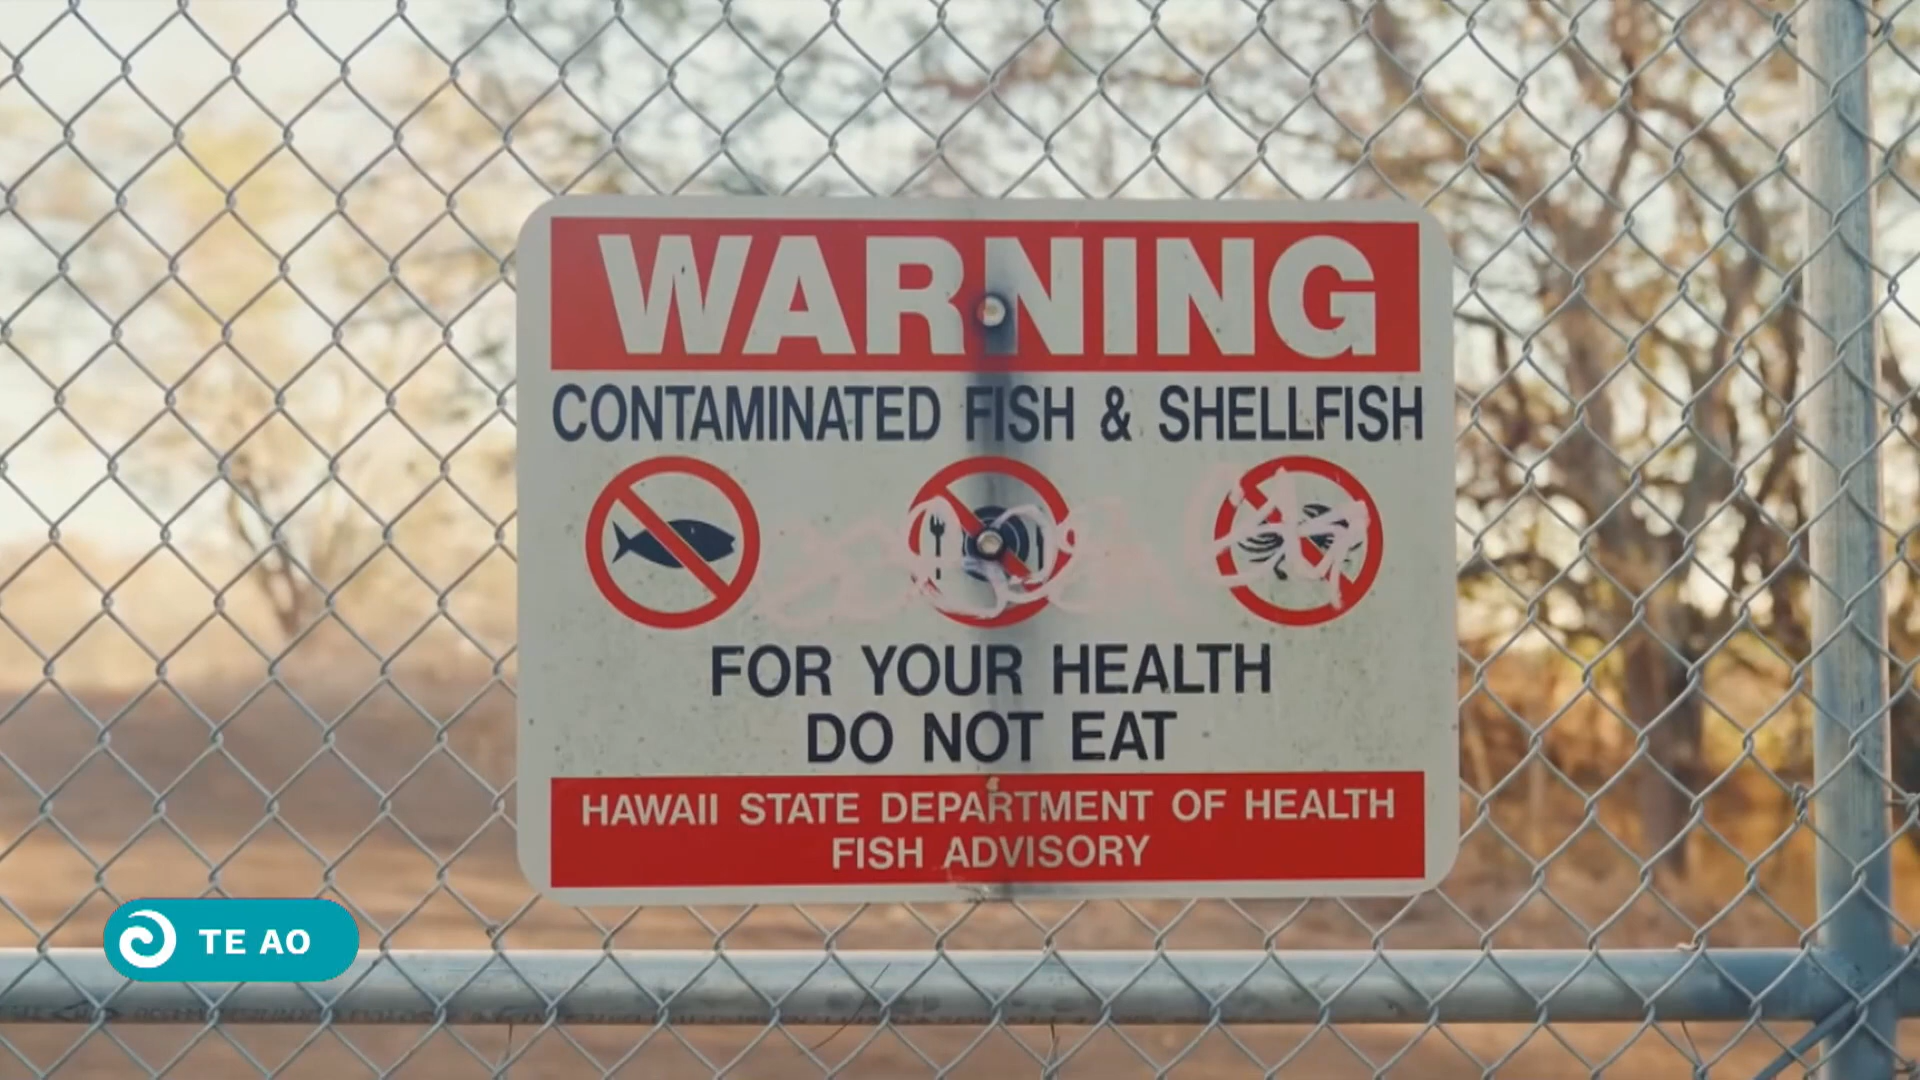 WARNING
CONTAMINATED FISH & SHELLFISH
FOR YOUR HEALTH
DO NOT EAT
HAWAII STATE DEPARTMENT OF HEALTH
FISH ADVISORY
TE AO